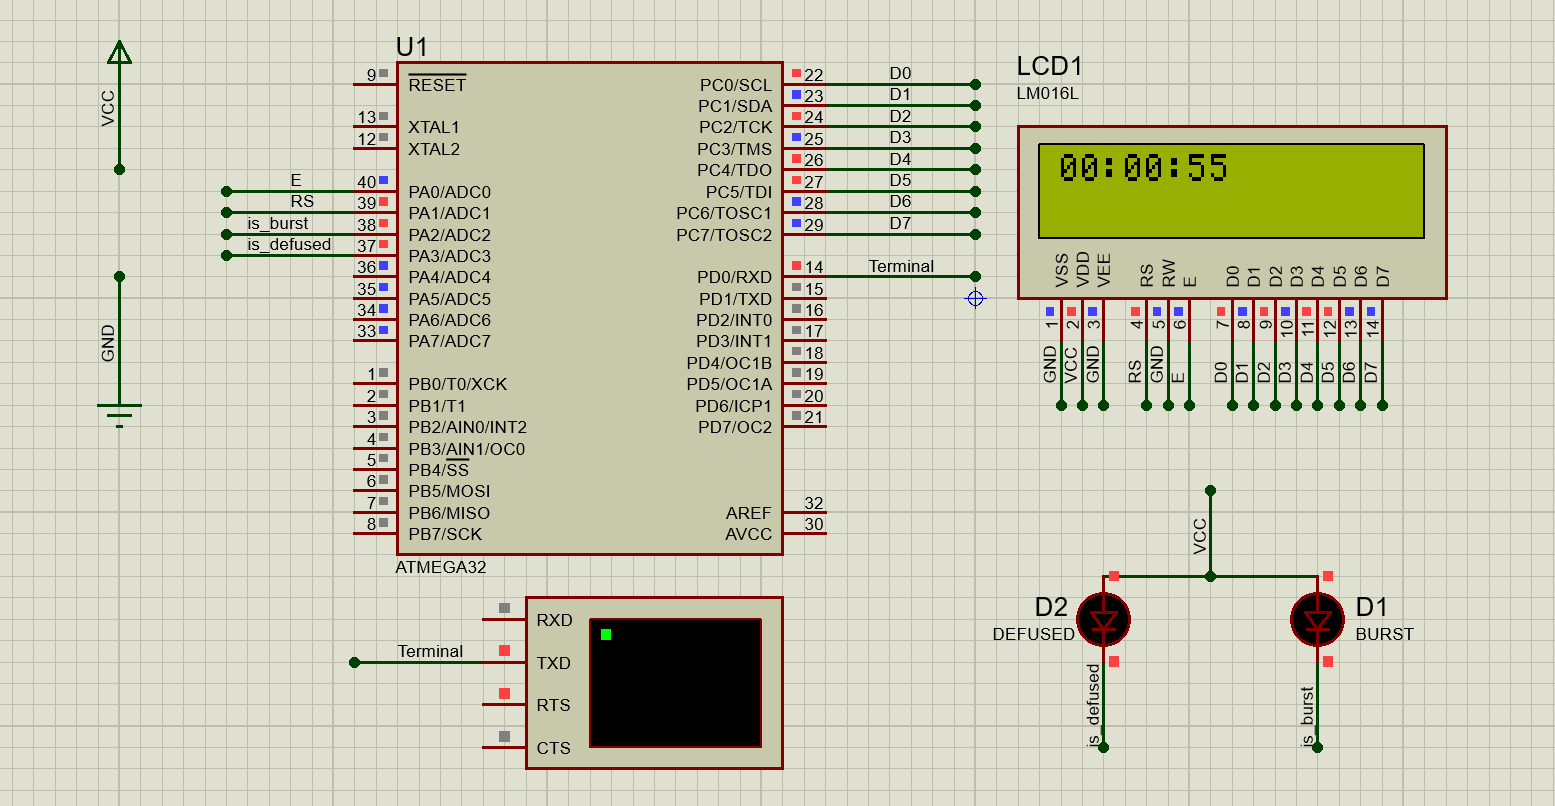 VCC
GND
U1
9 RESET
13 XTAL1
12 XTAL2
E 40 PA0/ADC0
RS 39 PA1/ADC1
is_burst 38 PA2/ADC2
is_defused 37 PA3/ADC3
36 PA4/ADC4
35 PA5/ADC5
34 PA6/ADC6
33 PA7/ADC7
1 PB0/T0/XCK
2 PB1/T1
3 PB2/AIN0/INT2
4 PB3/AIN1/OC0
5 PB4/SS
6 PB5/MOSI
7 PB6/MISO
8 PB7/SCK
PC0/SCL 22 D0
PC1/SDA 23 D1
PC2/TCK 24 D2
PC3/TMS 25 D3
PC4/TDO 26 D4
PC5/TDI 27 D5
PC6/TOSC1 28 D6
PC7/TOSC2 29 D7
PD0/RXD 14 Terminal
PD1/TXD 15
PD2/INT0 16
PD3/INT1 17
PD4/OC1B 18
PD5/OC1A 19
PD6/ICP1 20
PD7/OC2 21
AREF 32
AVCC 30
ATMEGA32
RXD
Terminal TXD
RTS
CTS
LCD1
LM016L
00:00:55
VSS VDD VEE RS RW E D0 D1 D2 D3 D4 D5 D6 D7
1 2 3 4 5 6 7 8 9 10 11 12 13 14
GND VCC GND RS GND E D0 D1 D2 D3 D4 D5 D6 D7
VCC
D2
DEFUSED
D1
BURST
is_defused
is_burst